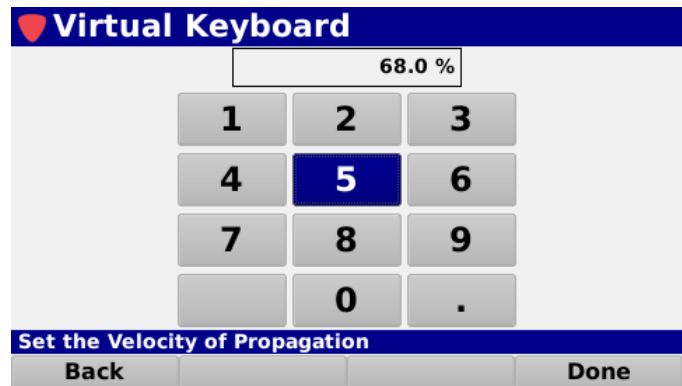 Virtual Keyboard
68.0 %
1 2 3
4 5 6
7 8 9
0 .
Set the Velocity of Propagation
Back Done